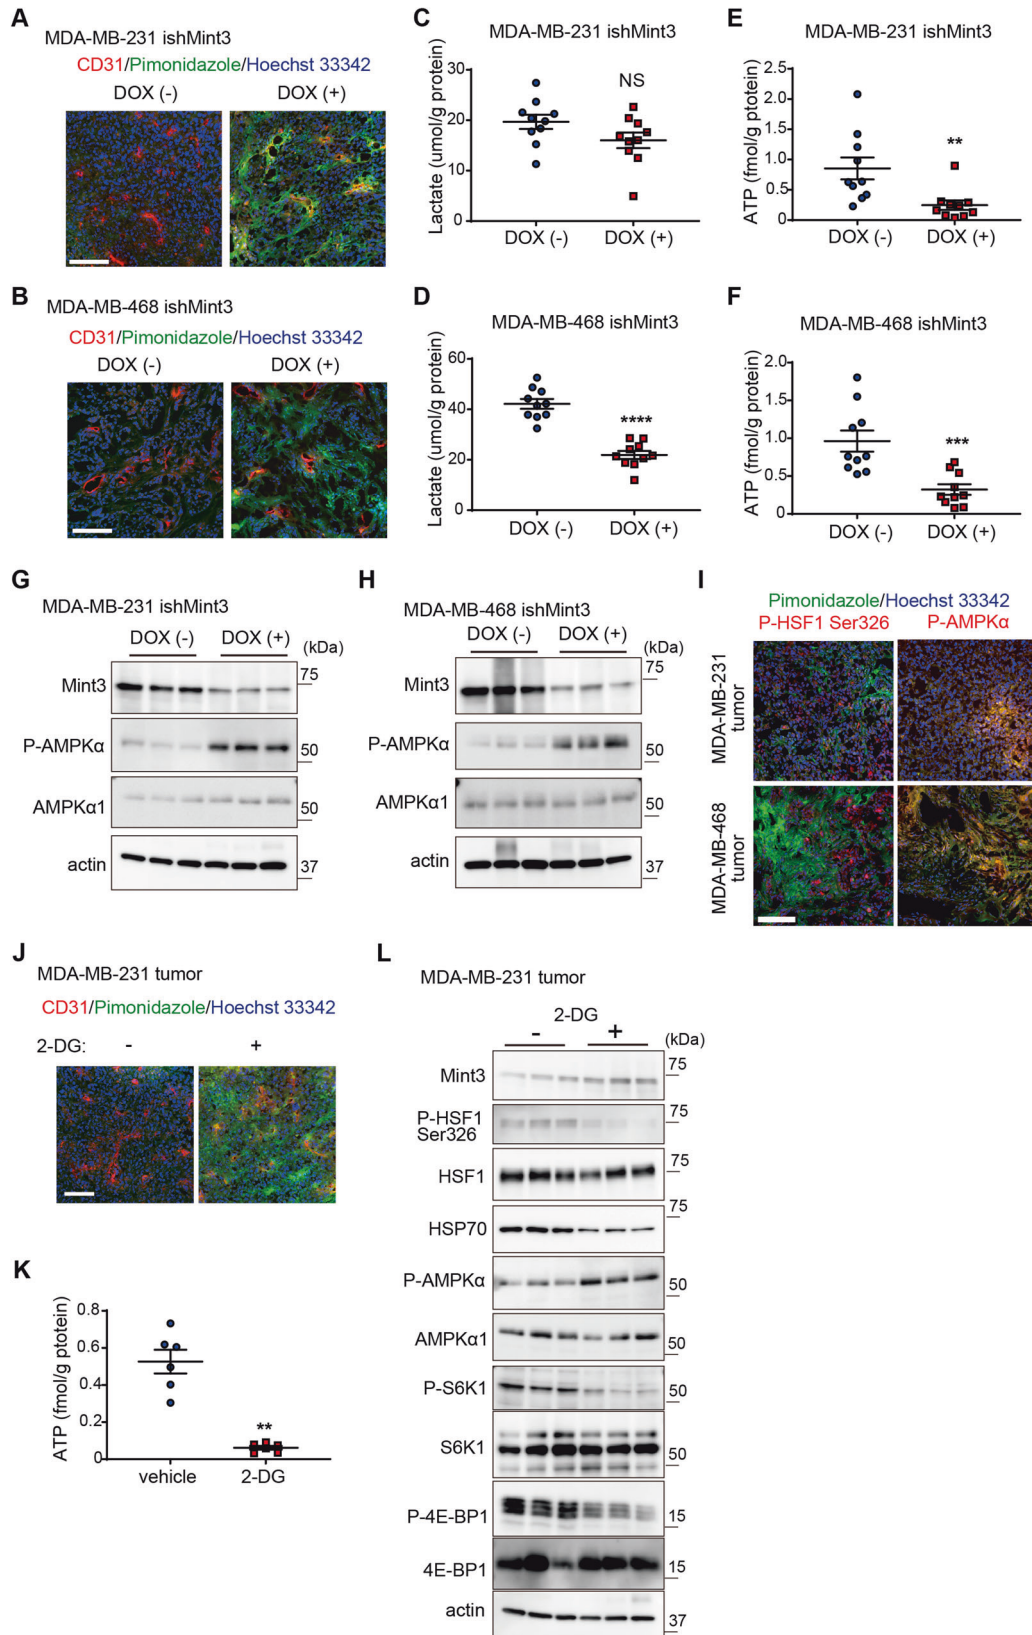 A
MDA-MB-231 ishMint3
CD31/Pimonidazole/Hoechst 33342
DOX (-) DOX (+)
B
MDA-MB-468 ishMint3
CD31/Pimonidazole/Hoechst 33342
DOX (-) DOX (+)
C
MDA-MB-231 ishMint3
Lactate (umol/g protein)
30
20
10
0
NS
DOX (-) DOX (+)
D
MDA-MB-468 ishMint3
Lactate (umol/g protein)
60
40
20
0
****
DOX (-) DOX (+)
E
MDA-MB-231 ishMint3
ATP (fmol/g ptotein)
2.5
2.0
1.5
1.0
0.5
0
**
DOX (-) DOX (+)
F
MDA-MB-468 ishMint3
ATP (fmol/g protein)
2.0
1.5
1.0
0.5
0
***
DOX (-) DOX (+)
G
MDA-MB-231 ishMint3
DOX (-) DOX (+) (kDa)
Mint3 75
P-AMPKα 50
AMPKα1 50
actin 37
H
MDA-MB-468 ishMint3
DOX (-) DOX (+) (kDa)
Mint3 75
P-AMPKα 50
AMPKα1 50
actin 37
I
Pimonidazole/Hoechst 33342
P-HSF1 Ser326 P-AMPKα
MDA-MB-231
tumor
MDA-MB-468
tumor
J
MDA-MB-231 tumor
CD31/Pimonidazole/Hoechst 33342
2-DG: - +
K
ATP (fmol/g ptotein)
0.8
0.6
0.4
0.2
0
**
vehicle 2-DG
L
MDA-MB-231 tumor
2-DG
- + (kDa)
Mint3 75
P-HSF1
Ser326 75
HSF1 75
HSP70 75
P-AMPKα 50
AMPKα1 50
P-S6K1 50
S6K1 50
P-4E-BP1 15
4E-BP1 15
actin 37